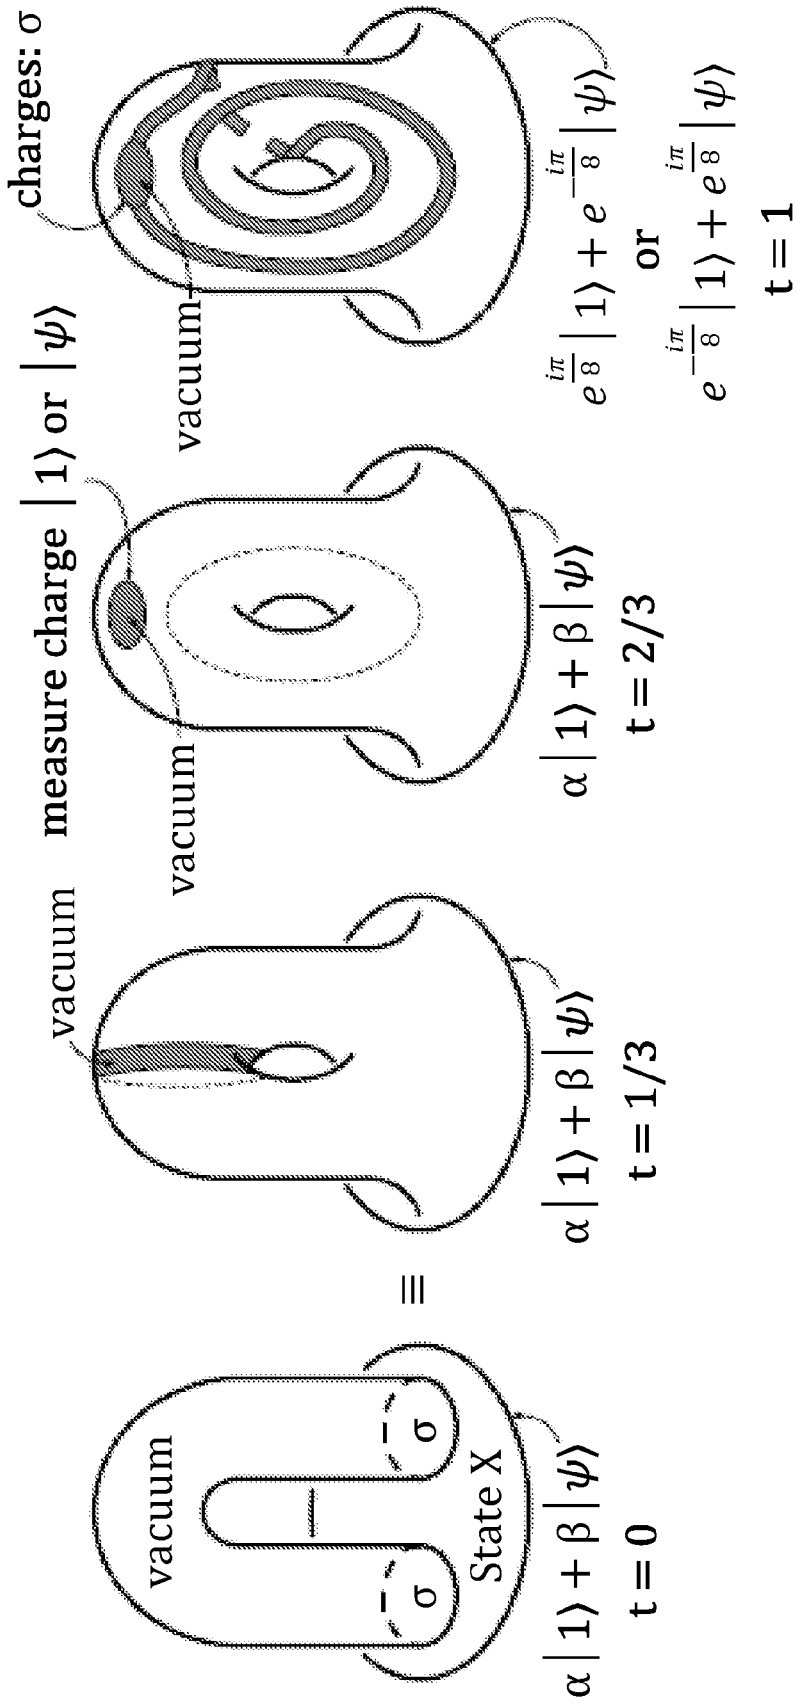 vacuum
σ
σ
State X
α | 1⟩ + β | ψ⟩
t = 0
≡
vacuum
α | 1⟩ + β | ψ⟩
t = 1/3
measure charge | 1⟩ or | ψ⟩
vacuum
α | 1⟩ + β | ψ⟩
t = 2/3
charges: σ
vacuum
e^{iπ/8} | 1⟩ + e^{−iπ/8} | ψ⟩
or
e^{−iπ/8} | 1⟩ + e^{iπ/8} | ψ⟩
t = 1